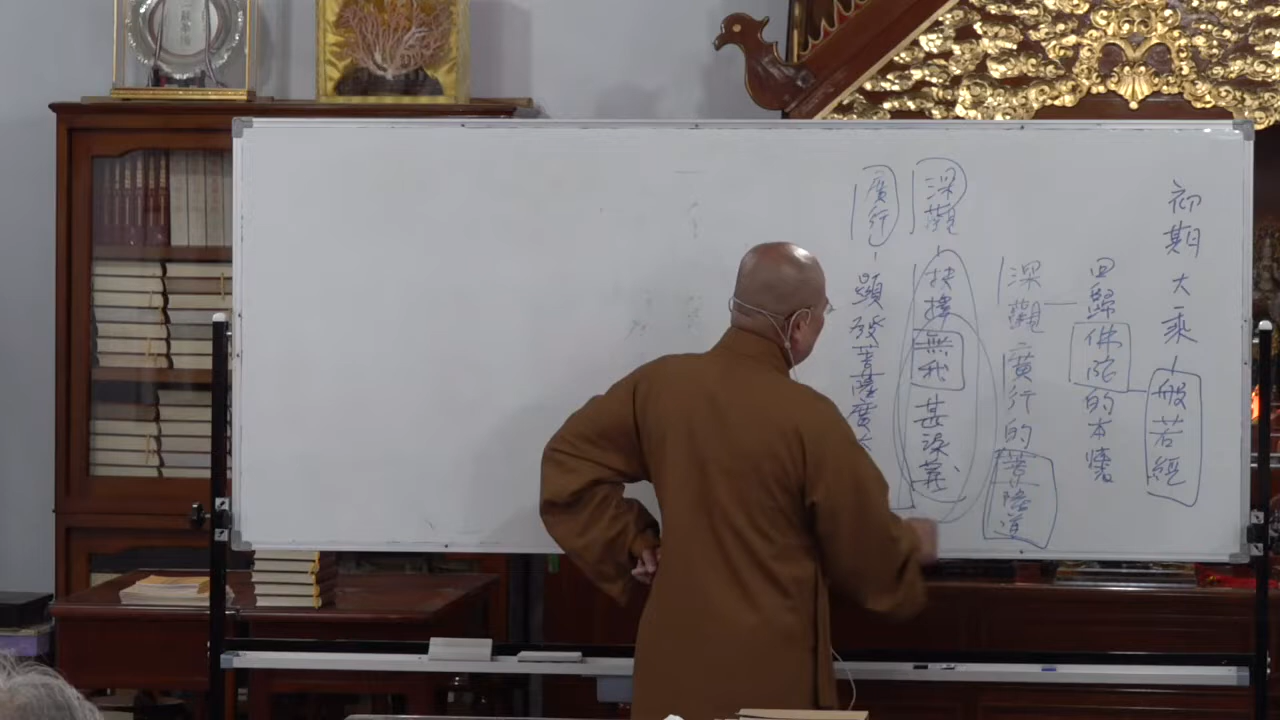 初期大乘-般若經
回歸佛陀的本懷
深觀廣行的菩薩道
深觀-抉擇無我甚深義
廣行-顯發菩薩廣大